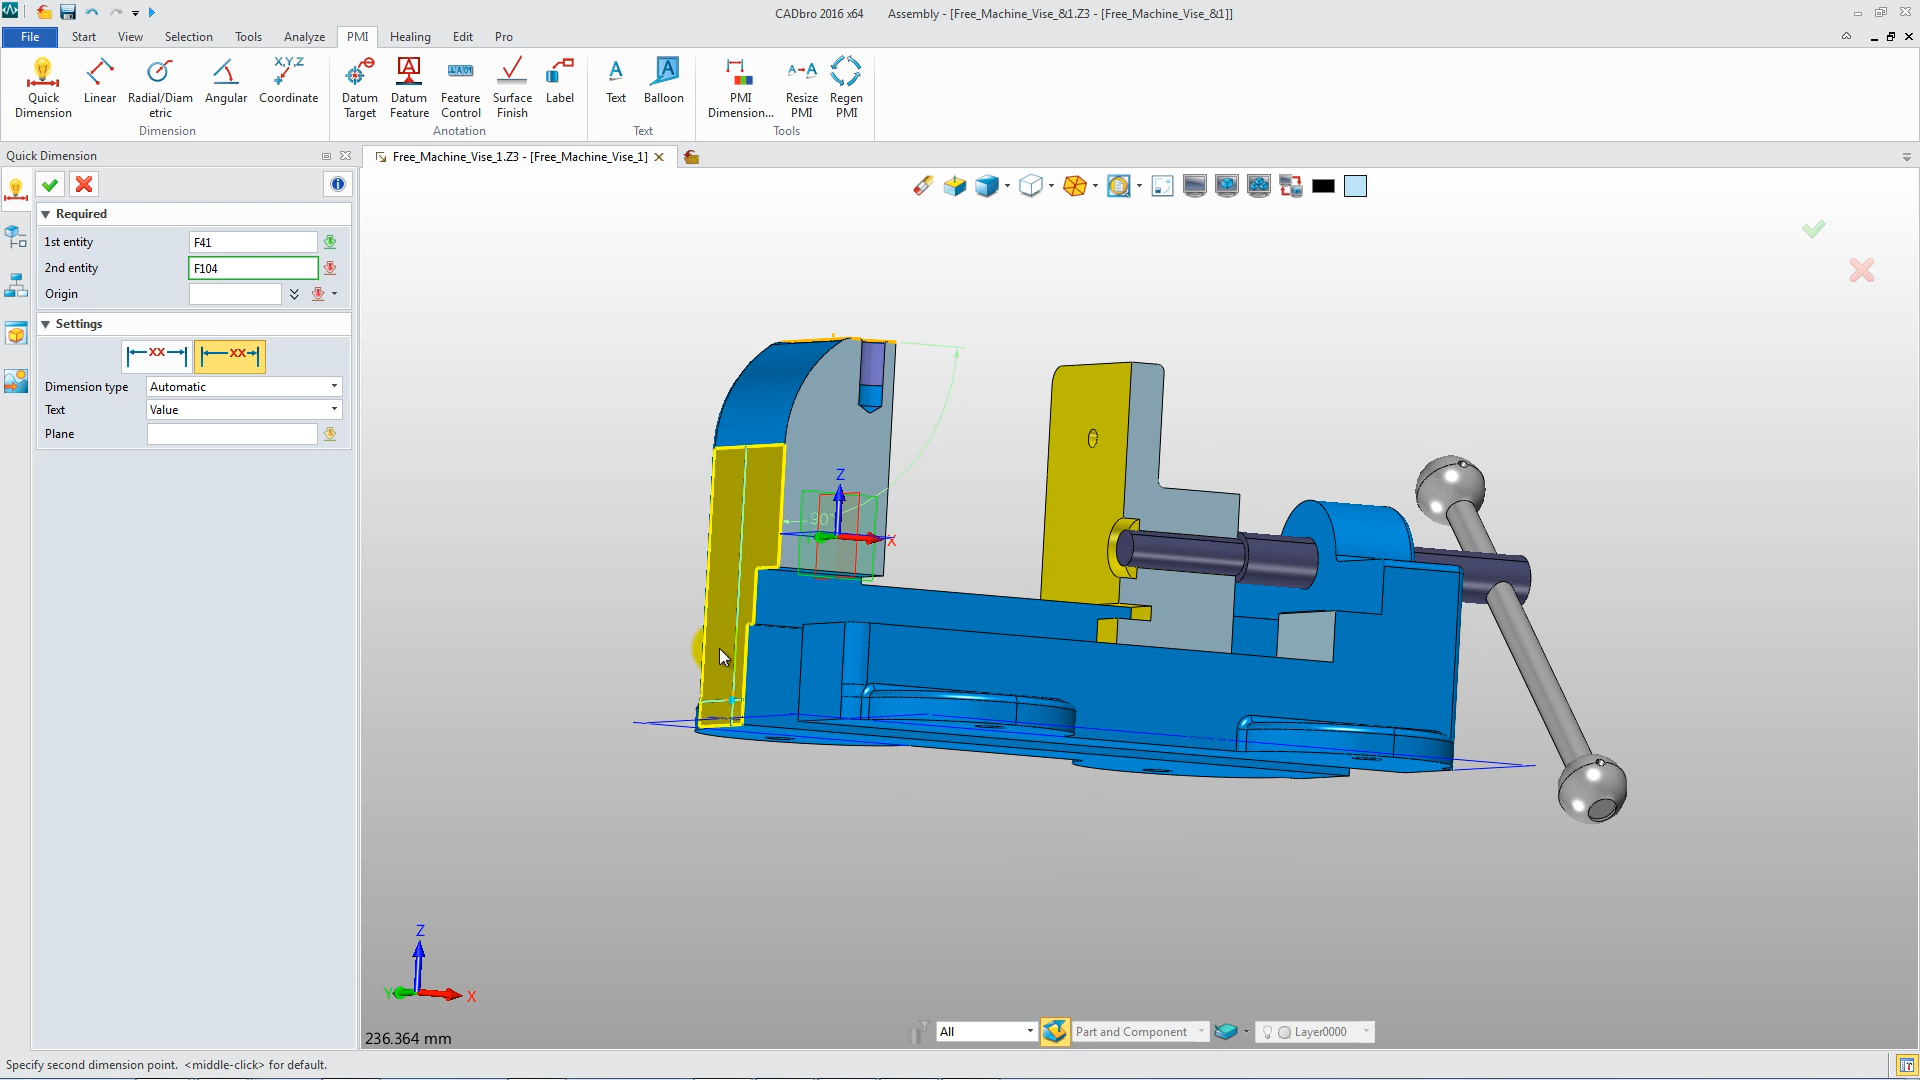 CADbro 2016 x64 Assembly - [Free_Machine_Vise_&1.Z3 - [Free_Machine_Vise_&1]]
File Start View Selection Tools Analyze PMI Healing Edit Pro
X,Y,Z
Quick Dimension
Linear
Radial/Diam etric
Angular
Coordinate
Datum Target
Datum Feature
Feature Control
Surface Finish
Label
Text
Balloon
PMI Dimension...
Resize PMI
Regen PMI
Dimension Anotation Text Tools
Quick Dimension
Free_Machine_Vise_1.Z3 - [Free_Machine_Vise_1]
Required
1st entity F41
2nd entity F104
Origin
Settings
XX XX
Dimension type Automatic
Text Value
Plane
Z
90°
X
Z
Y X
236.364 mm
All Part and Component Layer0000
Specify second dimension point. <middle-click> for default.